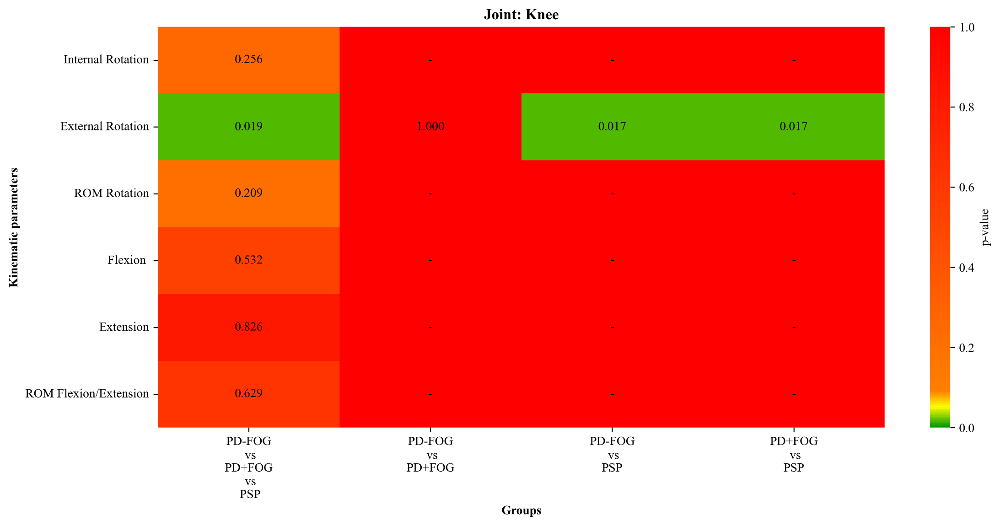 Joint: Knee
Internal Rotation 0.256 - - -
External Rotation 0.019 1.000 0.017 0.017
ROM Rotation 0.209 - - -
Flexion 0.532 - - -
Extension 0.826 - - -
ROM Flexion/Extension 0.629 - - -
Kinematic parameters
PD-FOG
vs
PD+FOG
vs
PSP
PD-FOG
vs
PD+FOG
PD-FOG
vs
PSP
PD+FOG
vs
PSP
Groups
1.0
0.8
0.6
0.4
0.2
0.0
p-value